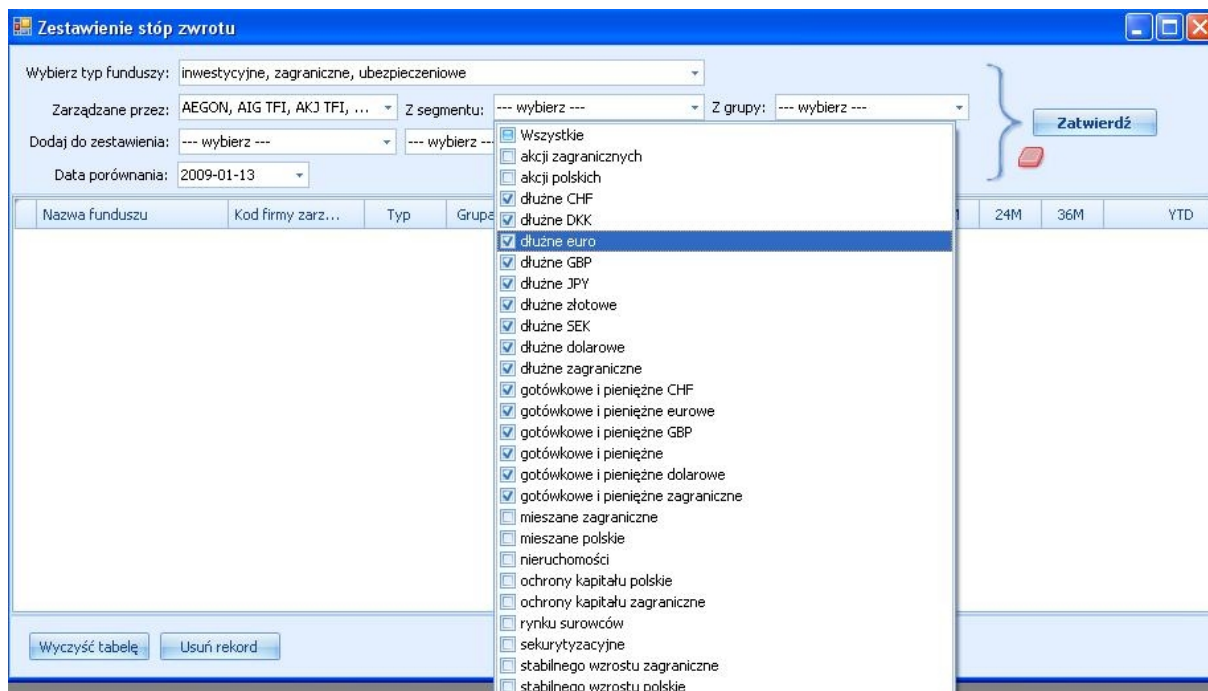 Zestawienie stóp zwrotu
Wybierz typ funduszy: inwestycyjne, zagraniczne, ubezpieczeniowe
Zarządzane przez: AEGON, AIG TFI, AKJ TFI, ... Z segmentu: --- wybierz --- Z grupy: --- wybierz ---
Zatwierdź
Dodaj do zestawienia: --- wybierz --- --- wybierz ---
Data porównania: 2009-01-13
Nazwa funduszu Kod firmy zarz... Typ Grupa 24M 36M YTD
Wszystkie
akcji zagranicznych
akcji polskich
dłużne CHF
dłużne DKK
dłużne euro
dłużne GBP
dłużne JPY
dłużne złotowe
dłużne SEK
dłużne dolarowe
dłużne zagraniczne
gotówkowe i pieniężne CHF
gotówkowe i pieniężne eurowe
gotówkowe i pieniężne GBP
gotówkowe i pieniężne
gotówkowe i pieniężne dolarowe
gotówkowe i pieniężne zagraniczne
mieszane zagraniczne
mieszane polskie
nieruchomości
ochrony kapitału polskie
ochrony kapitału zagraniczne
rynku surowców
sekurytyzacyjne
stabilnego wzrostu zagraniczne
stabilnego wzrostu polskie
Wyczyść tabelę Usuń rekord